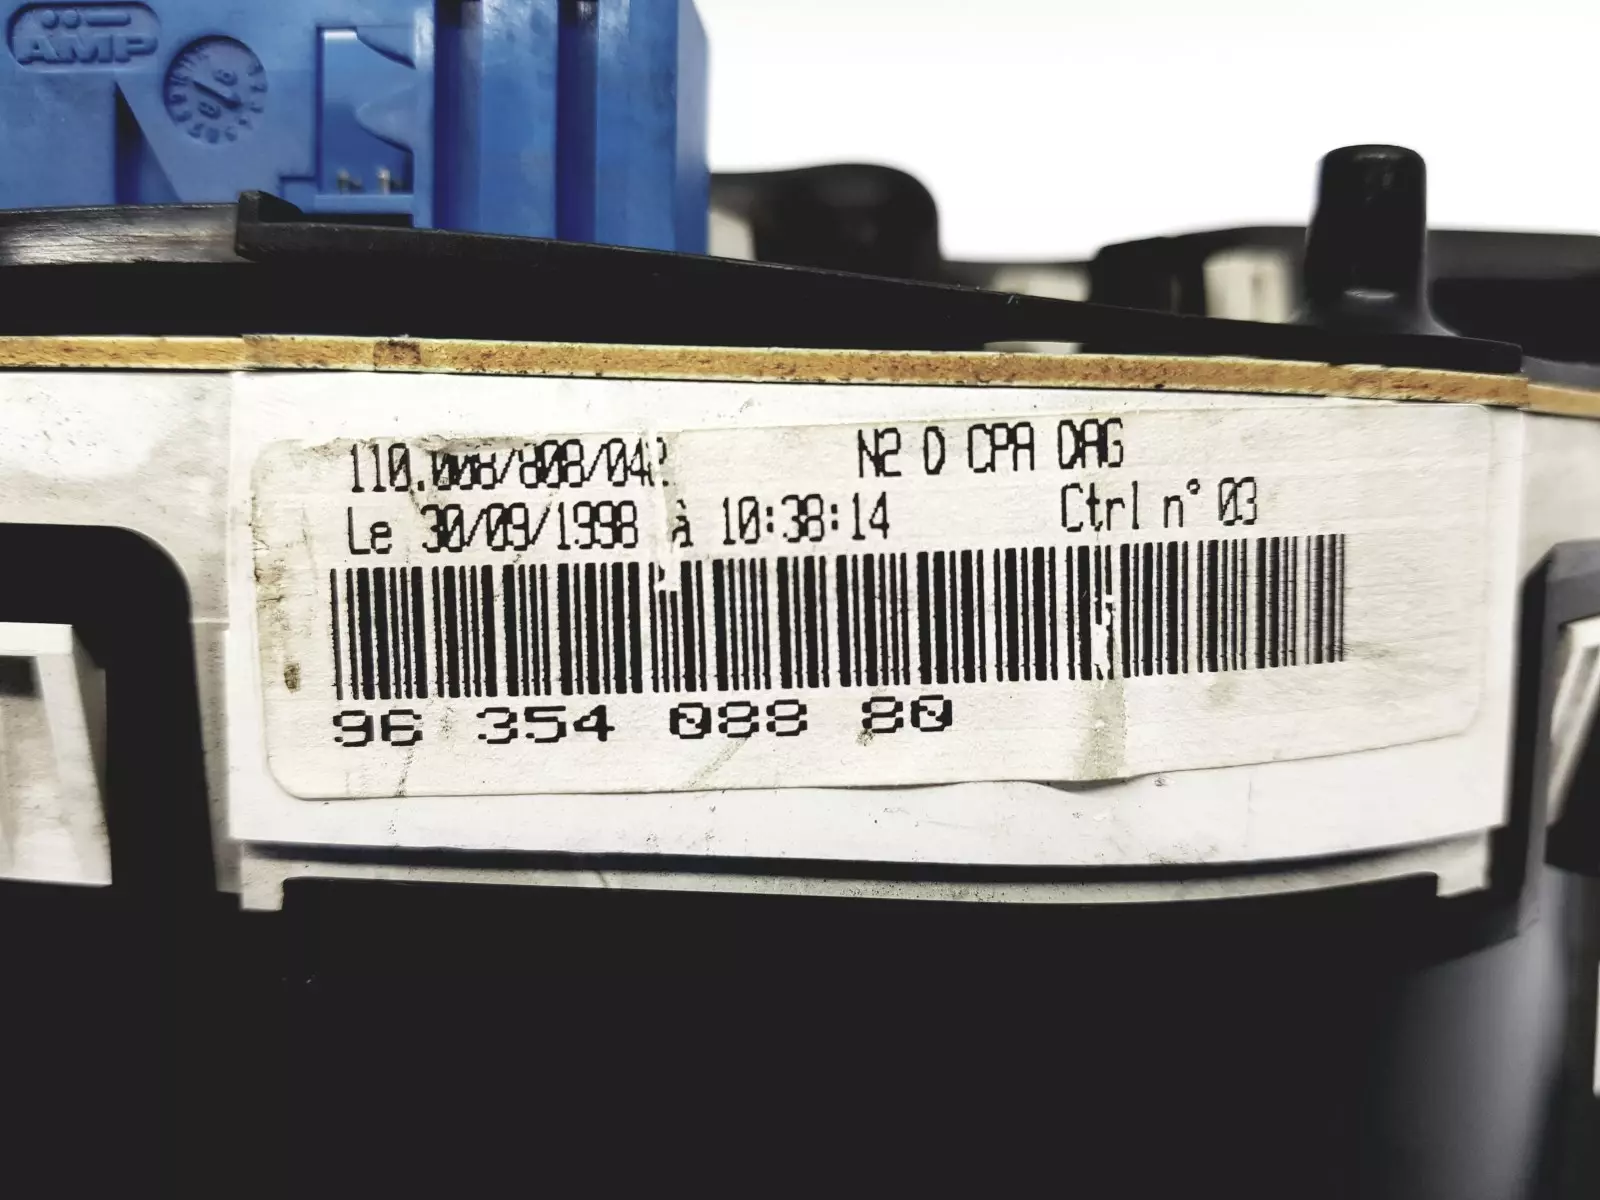 AMP
N2 D CPA DAG
Le 30/09/1998 à 10:38:14 Ctrl n° 03
96 354 088 80